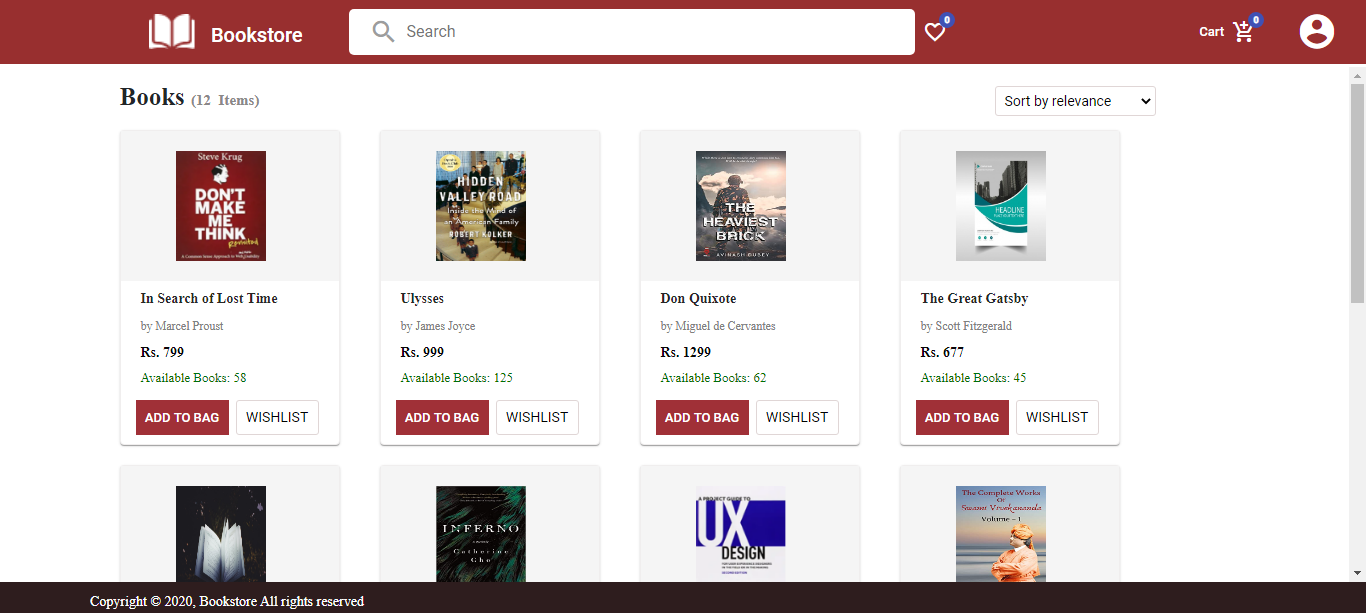 Bookstore
Search
0
Cart
0
Books (12 Items)
Sort by relevance
Steve Krug
DON'T
MAKE
ME
THINK
Revisited
A Common Sense Approach to Web Usability
HIDDEN
VALLEY ROAD
Inside the Mind of
an American Family
ROBERT KOLKER
THE
HEAVIEST
BRICK
AVINASH DUBEY
HEADLINE
In Search of Lost Time
by Marcel Proust
Rs. 799
Available Books: 58
ADD TO BAG
WISHLIST
Ulysses
by James Joyce
Rs. 999
Available Books: 125
ADD TO BAG
WISHLIST
Don Quixote
by Miguel de Cervantes
Rs. 1299
Available Books: 62
ADD TO BAG
WISHLIST
The Great Gatsby
by Scott Fitzgerald
Rs. 677
Available Books: 45
ADD TO BAG
WISHLIST
INFERNO
Catherine
Cho
A PROJECT GUIDE TO
UX
DESIGN
The Complete Works
Of
Swami Vivekananda
Volume - 1
Copyright © 2020, Bookstore All rights reserved